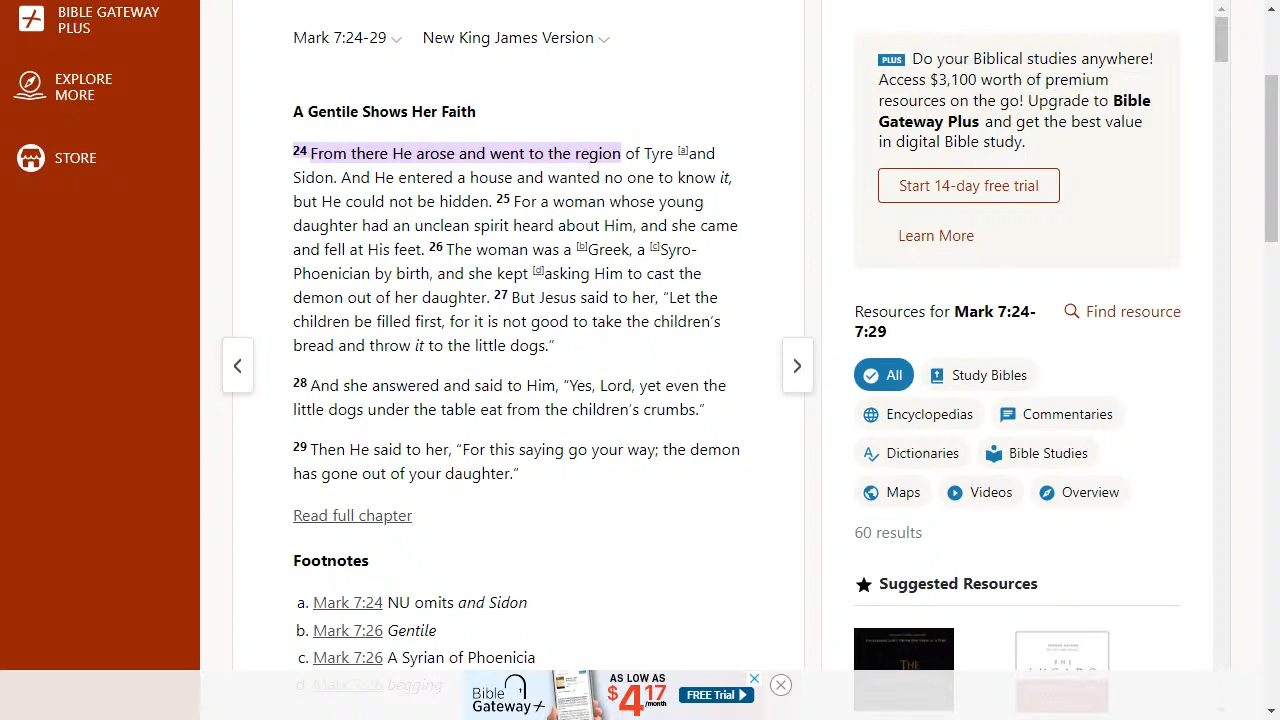 BIBLE GATEWAY
PLUS
EXPLORE
MORE
STORE
Mark 7:24-29
New King James Version
A Gentile Shows Her Faith
24 From there He arose and went to the region of Tyre [a]and
Sidon. And He entered a house and wanted no one to know it,
but He could not be hidden. 25 For a woman whose young
daughter had an unclean spirit heard about Him, and she came
and fell at His feet. 26 The woman was a [b]Greek, a [c]Syro-
Phoenician by birth, and she kept [d]asking Him to cast the
demon out of her daughter. 27 But Jesus said to her, “Let the
children be filled first, for it is not good to take the children’s
bread and throw it to the little dogs.”
28 And she answered and said to Him, “Yes, Lord, yet even the
little dogs under the table eat from the children’s crumbs.”
29 Then He said to her, “For this saying go your way; the demon
has gone out of your daughter.”
Read full chapter
Footnotes
a. Mark 7:24 NU omits and Sidon
b. Mark 7:26 Gentile
c. Mark 7:26 A Syrian of Phoenicia
d. Mark 7:26 begging
PLUS Do your Biblical studies anywhere!
Access $3,100 worth of premium
resources on the go! Upgrade to Bible
Gateway Plus and get the best value
in digital Bible study.
Start 14-day free trial
Learn More
Resources for Mark 7:24-
7:29
Find resource
All
Study Bibles
Encyclopedias
Commentaries
Dictionaries
Bible Studies
Maps
Videos
Overview
60 results
Suggested Resources
THE
THE
Bible
Gateway+
AS LOW AS
$4.17
/month
FREE Trial